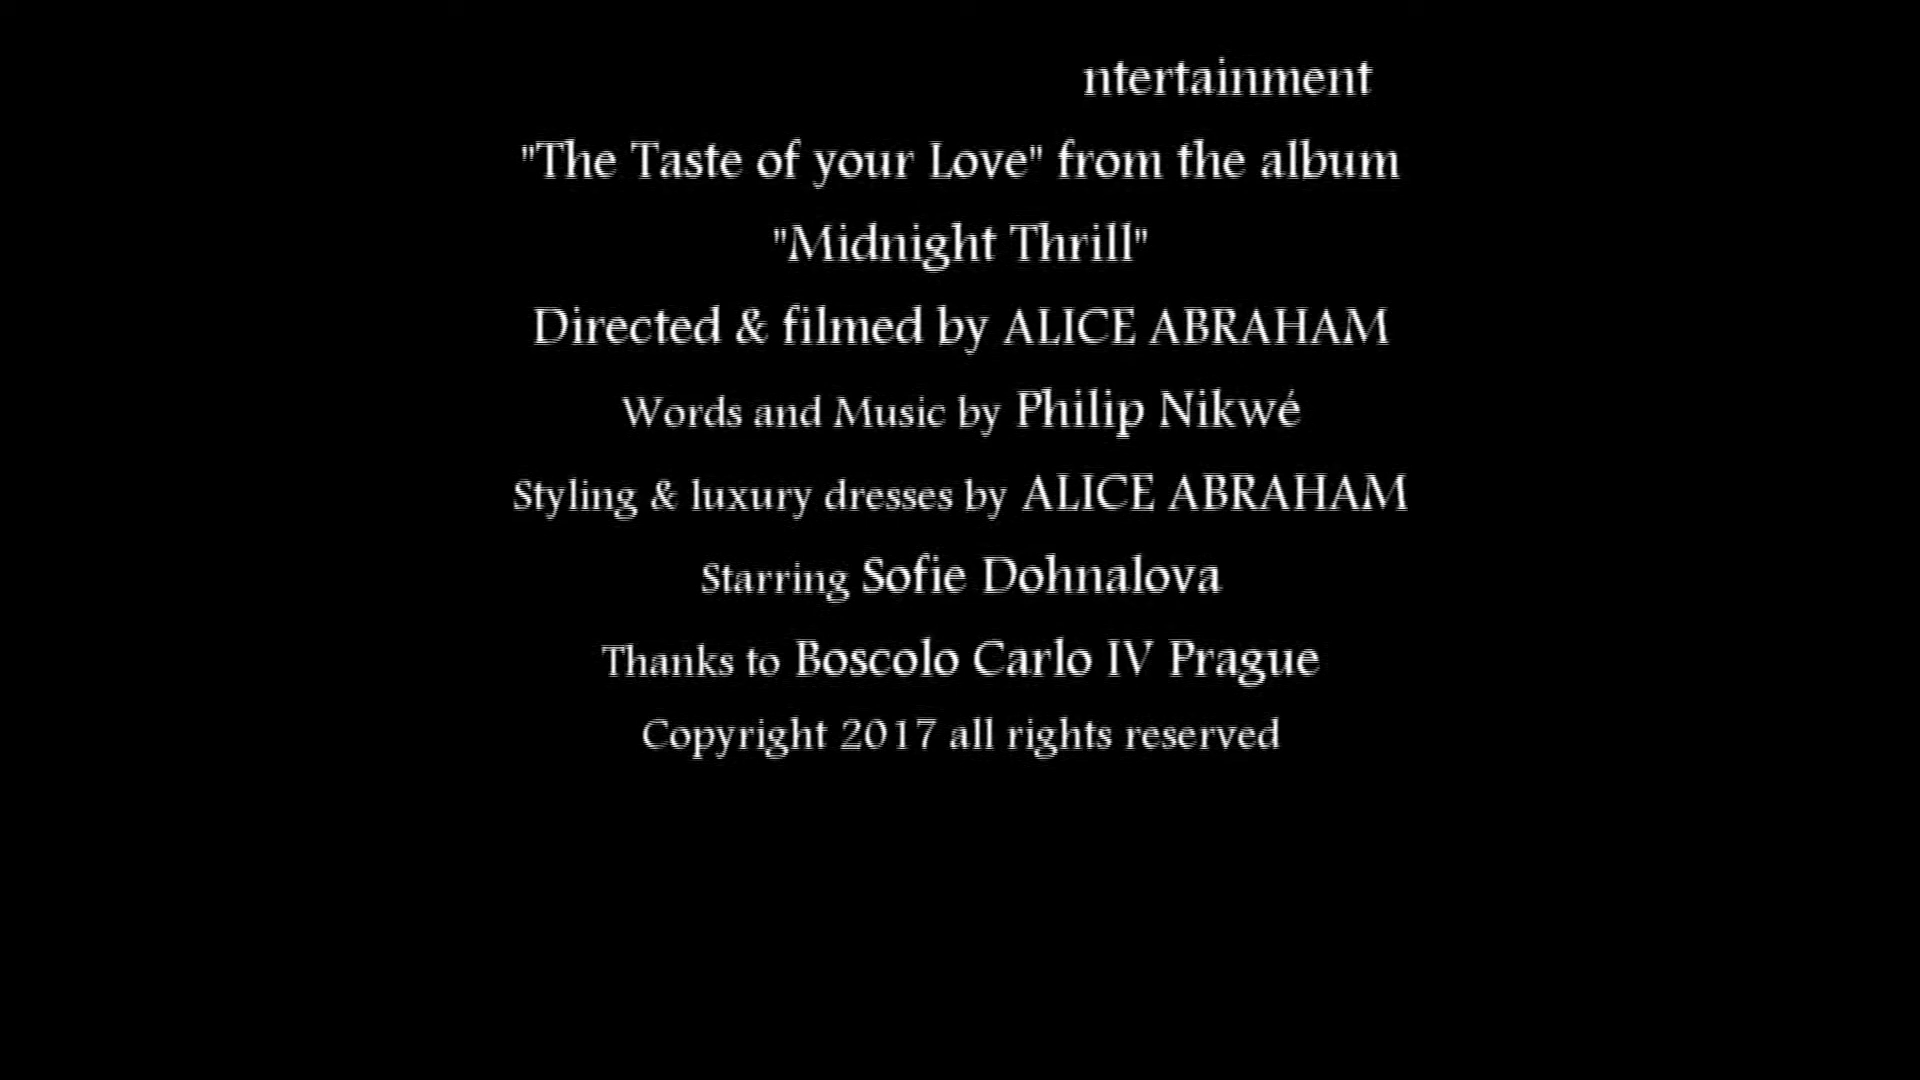 ntertainment
"The Taste of your Love" from the album
"Midnight Thrill"
Directed & filmed by ALICE ABRAHAM
Words and Music by Philip Nikwé
Styling & luxury dresses by ALICE ABRAHAM
Starring Sofie Dohnalova
Thanks to Boscolo Carlo IV Prague
Copyright 2017 all rights reserved